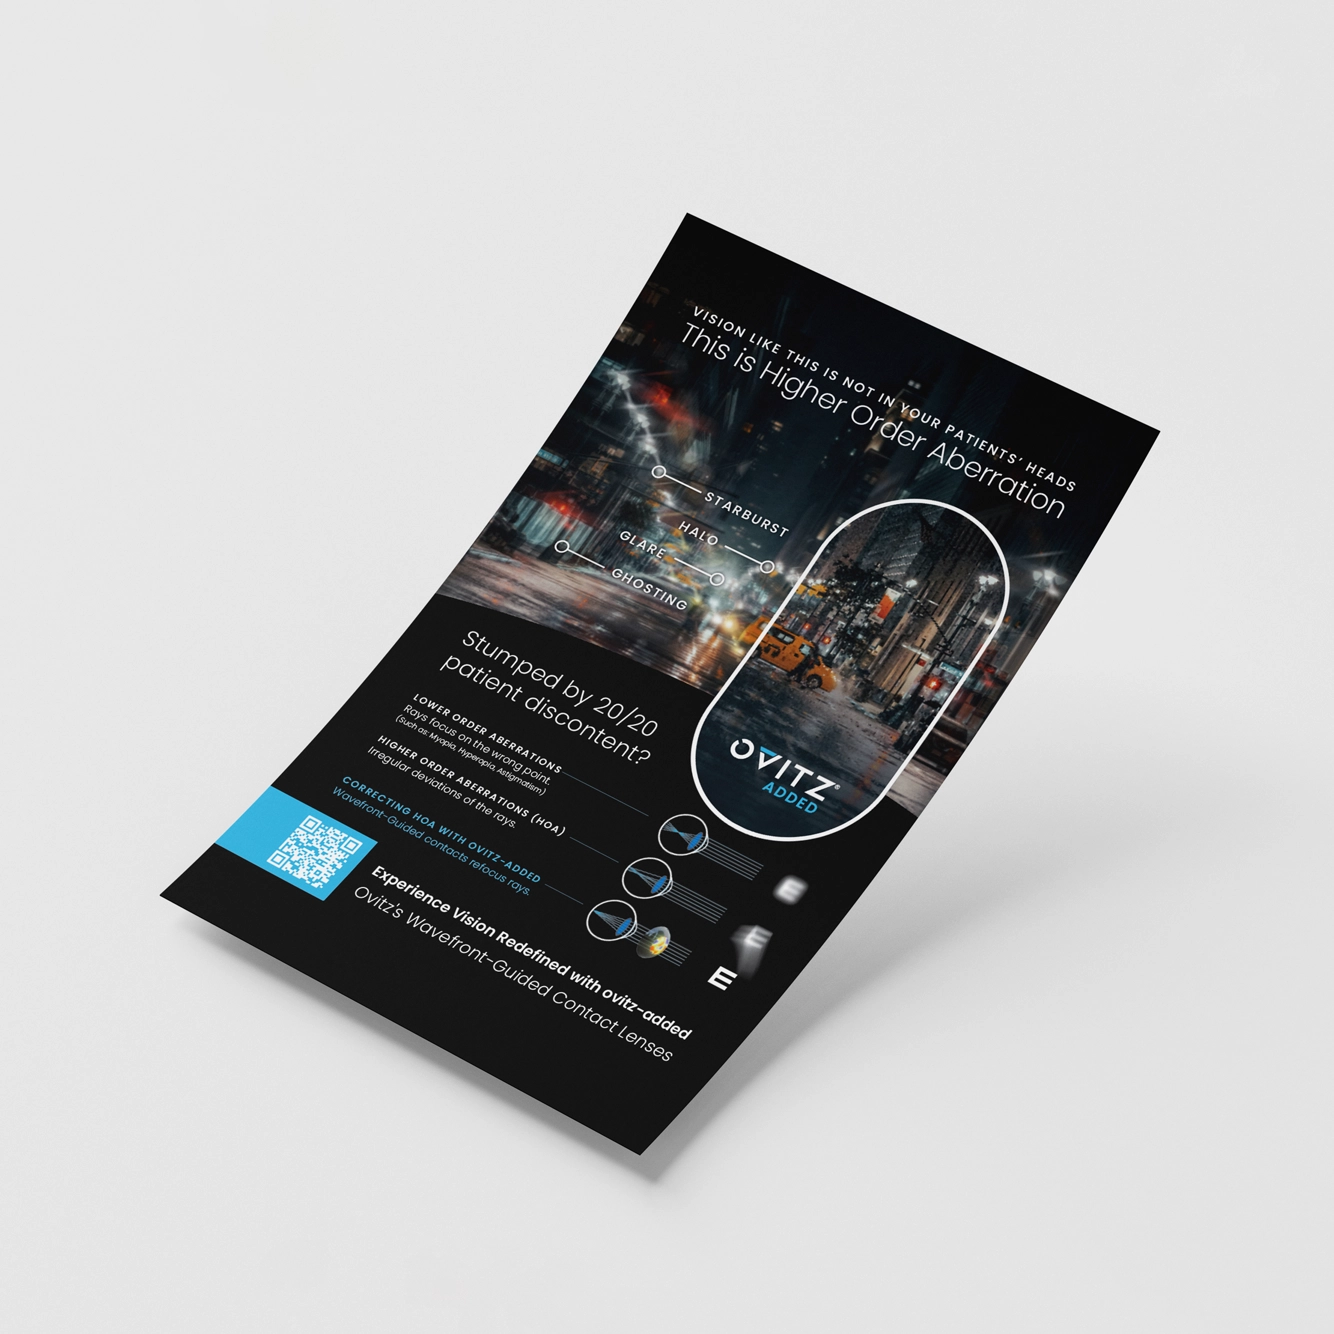 VISION LIKE THIS IS NOT IN YOUR PATIENTS' HEADS
This is Higher Order Aberration
STARBURST
HALO
GLARE
GHOSTING
OVITZ®
ADDED
Stumped by 20/20
patient discontent?
LOWER ORDER ABERRATIONS
Rays focus on the wrong point.
(Such as: Myopia, Hyperopia, Astigmatism)
HIGHER ORDER ABERRATIONS (HOA)
Irregular deviations of the rays.
CORRECTING HOA WITH OVITZ-ADDED
Wavefront-Guided contacts refocus rays.
E
E
E
Experience Vision Redefined with ovitz-added
Ovitz's Wavefront-Guided Contact Lenses